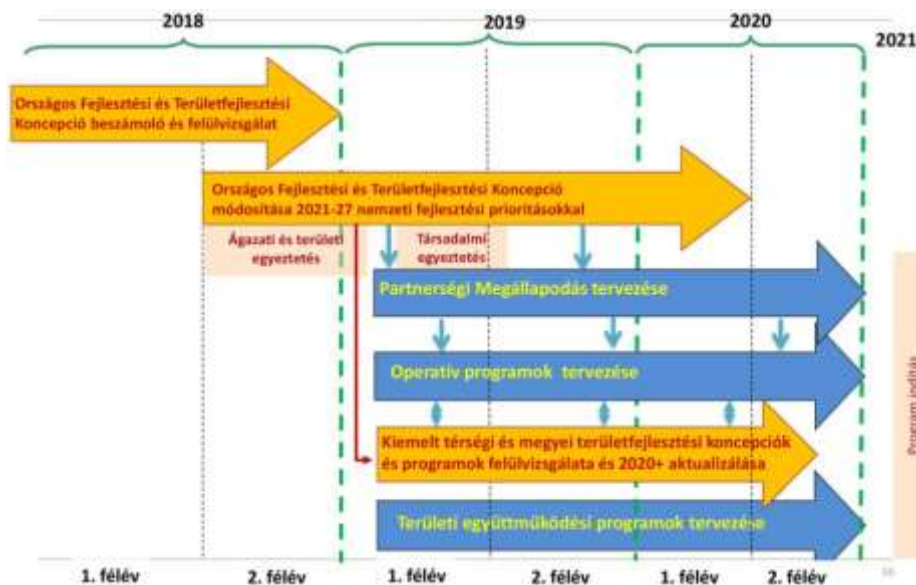 2018
2019
2020
2021
Országos Fejlesztési és Területfejlesztési
Koncepció beszámoló és felülvizsgálat
Országos Fejlesztési és Területfejlesztési Koncepció
módosítása 2021-27 nemzeti fejlesztési prioritásokkal
Ágazati és területi
egyeztetés
Társadalmi
egyeztetés
Partnerségi Megállapodás tervezése
Operatív programok tervezése
Kiemelt térségi és megyei területfejlesztési koncepciók
és programok felülvizsgálata és 2020+ aktualizálása
Területi együttműködési programok tervezése
Program indítás
1. félév
2. félév
1. félév
2. félév
1. félév
2. félév